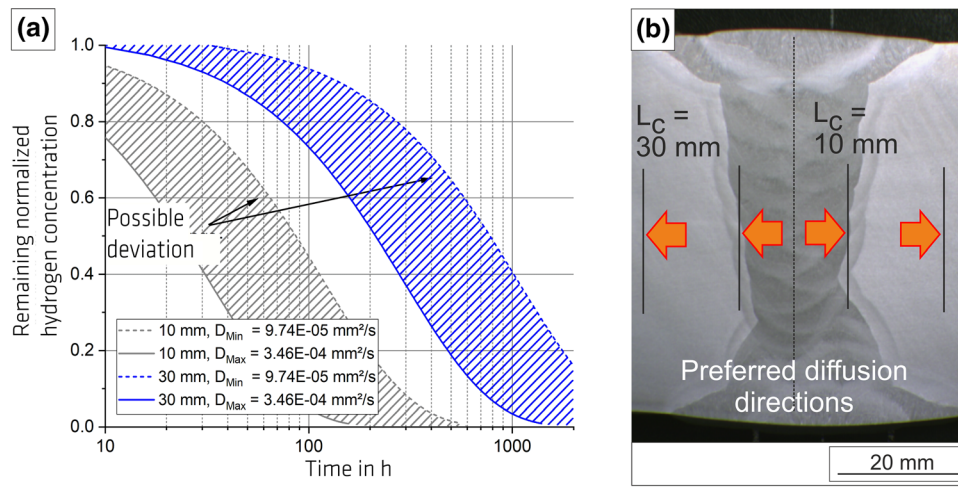 (a)
Remaining normalized
hydrogen concentration
1.0
0.8
0.6
0.4
0.2
0.0
Possible
deviation
10 mm, D_Min = 9.74E-05 mm²/s
10 mm, D_Max = 3.46E-04 mm²/s
30 mm, D_Min = 9.74E-05 mm²/s
30 mm, D_Max = 3.46E-04 mm²/s
10
100
1000
Time in h
(b)
L_C =
30 mm
L_C =
10 mm
Preferred diffusion
directions
20 mm